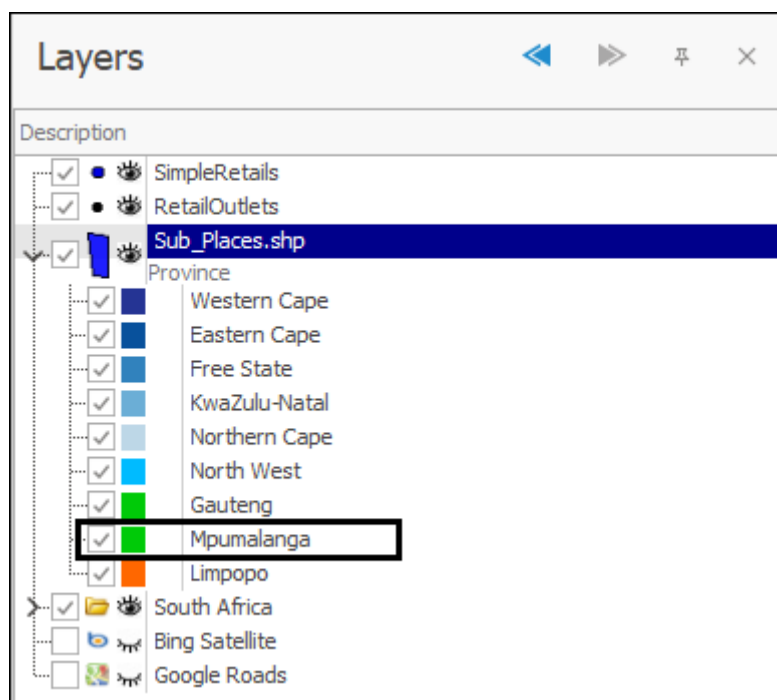 Layers
Description
SimpleRetails
RetailOutlets
Sub_Places.shp
Province
Western Cape
Eastern Cape
Free State
KwaZulu-Natal
Northern Cape
North West
Gauteng
Mpumalanga
Limpopo
South Africa
Bing Satellite
Google Roads